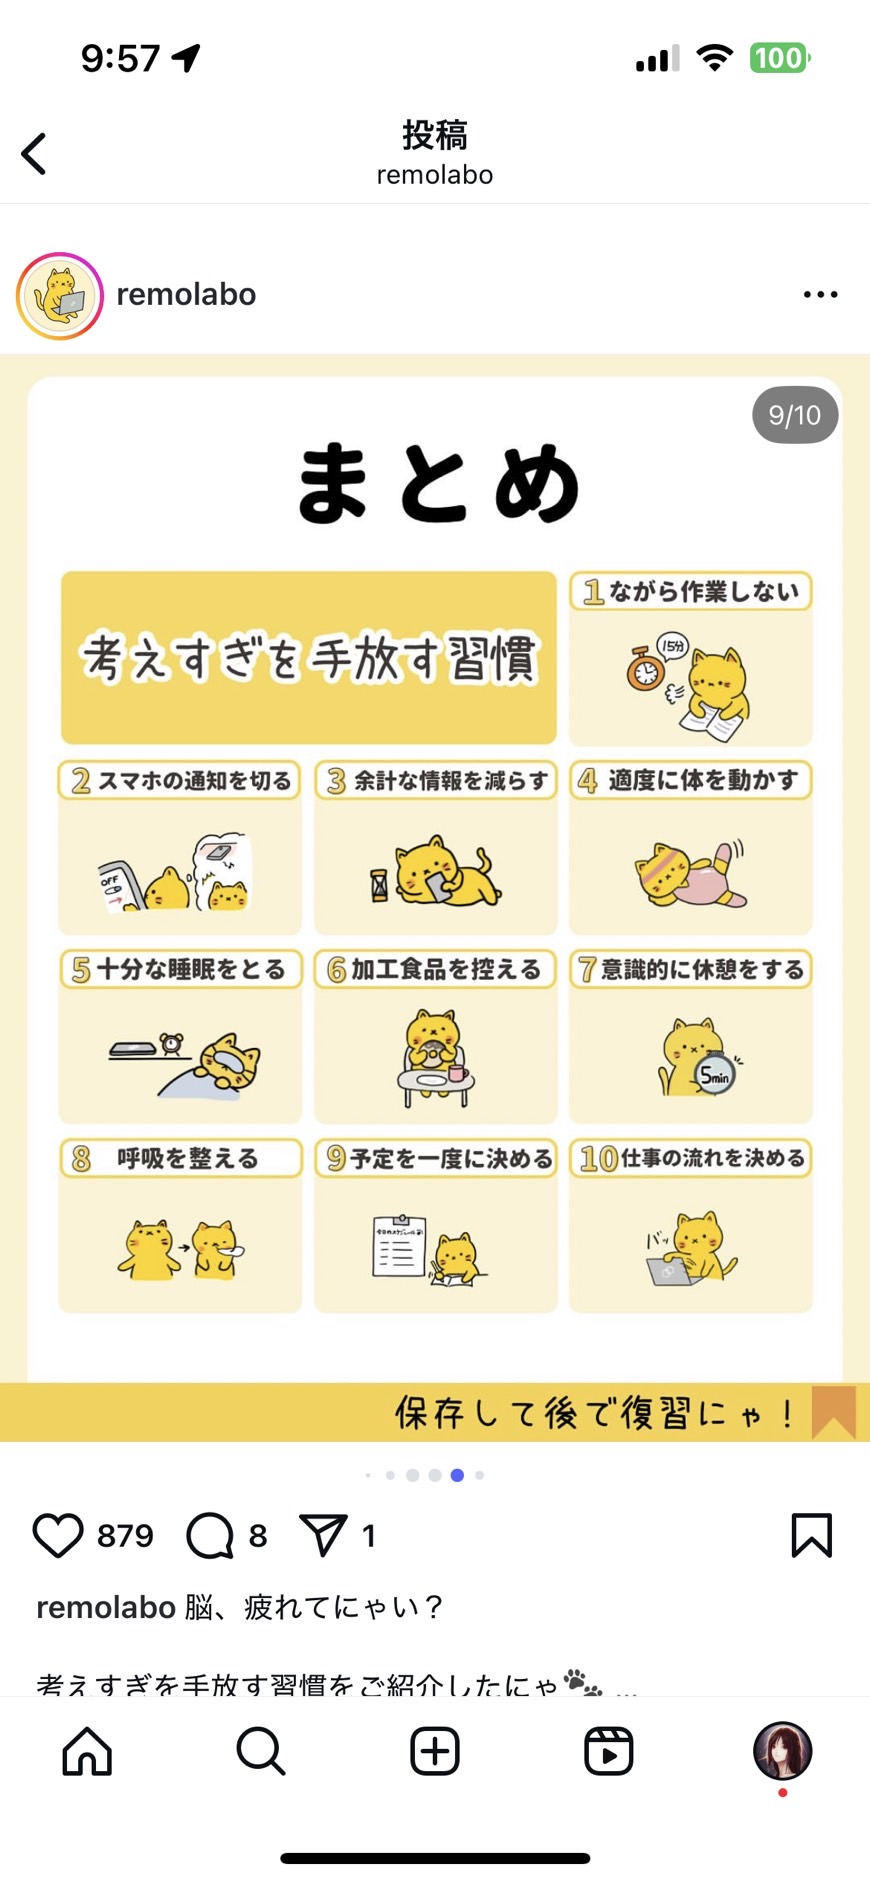 9:57
100
投稿
remolabo
remolabo
9/10
まとめ
考えすぎを手放す習慣
1 ながら作業しない
15分
2 スマホの通知を切る
OFF
3 余計な情報を減らす
4 適度に体を動かす
5 十分な睡眠をとる
6 加工食品を控える
7 意識的に休憩をする
5min
8 呼吸を整える
9 予定を一度に決める
10 仕事の流れを決める
バッ
保存して後で復習にゃ！
879 8 1
remolabo 脳、疲れてにゃい？
考えすぎを手放す習慣をご紹介したにゃ🐾 ...